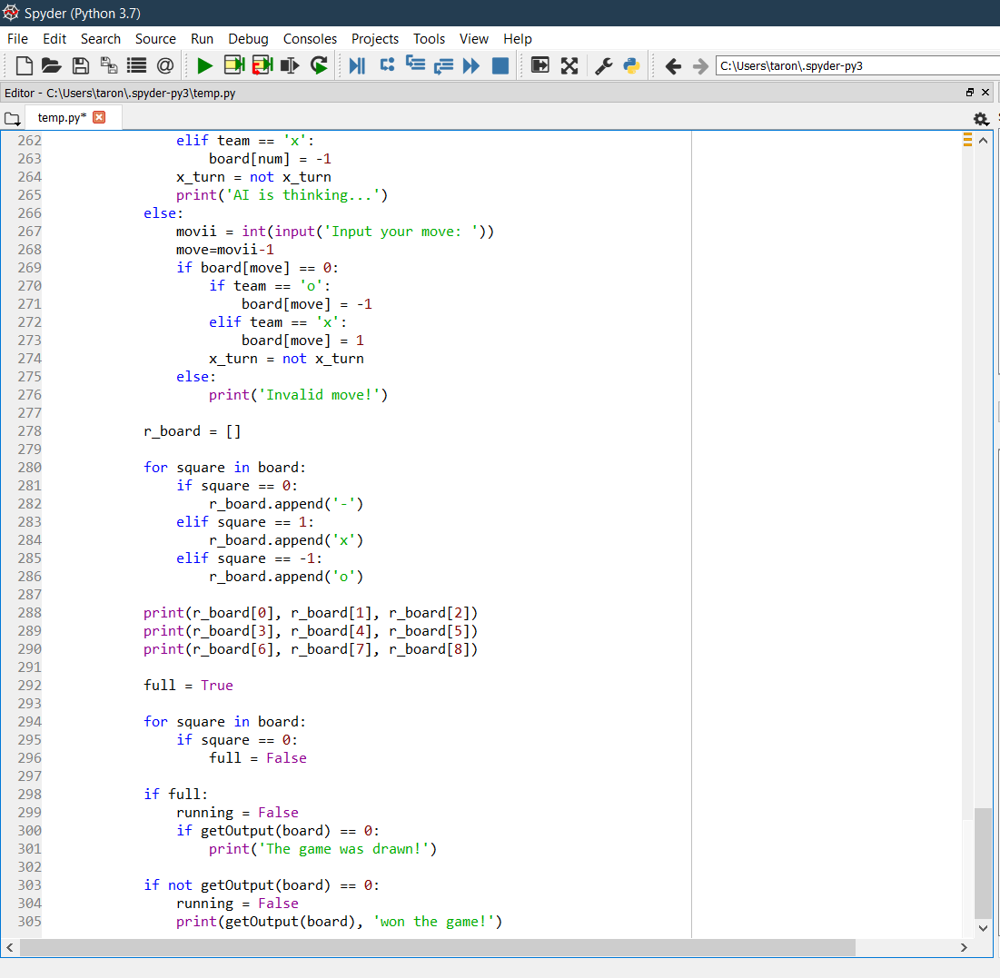 Spyder (Python 3.7)
File Edit Search Source Run Debug Consoles Projects Tools View Help
C:\Users\taron\.spyder-py3
Editor - C:\Users\taron\.spyder-py3\temp.py
temp.py*
262                 elif team == 'x':
263                     board[num] = -1
264                 x_turn = not x_turn
265                 print('AI is thinking...')
266             else:
267                 movii = int(input('Input your move: '))
268                 move=movii-1
269                 if board[move] == 0:
270                     if team == 'o':
271                         board[move] = -1
272                     elif team == 'x':
273                         board[move] = 1
274                     x_turn = not x_turn
275                 else:
276                     print('Invalid move!')
277
278             r_board = []
279
280             for square in board:
281                 if square == 0:
282                     r_board.append('-')
283                 elif square == 1:
284                     r_board.append('x')
285                 elif square == -1:
286                     r_board.append('o')
287
288             print(r_board[0], r_board[1], r_board[2])
289             print(r_board[3], r_board[4], r_board[5])
290             print(r_board[6], r_board[7], r_board[8])
291
292             full = True
293
294             for square in board:
295                 if square == 0:
296                     full = False
297
298             if full:
299                 running = False
300                 if getOutput(board) == 0:
301                     print('The game was drawn!')
302
303             if not getOutput(board) == 0:
304                 running = False
305                 print(getOutput(board), 'won the game!')